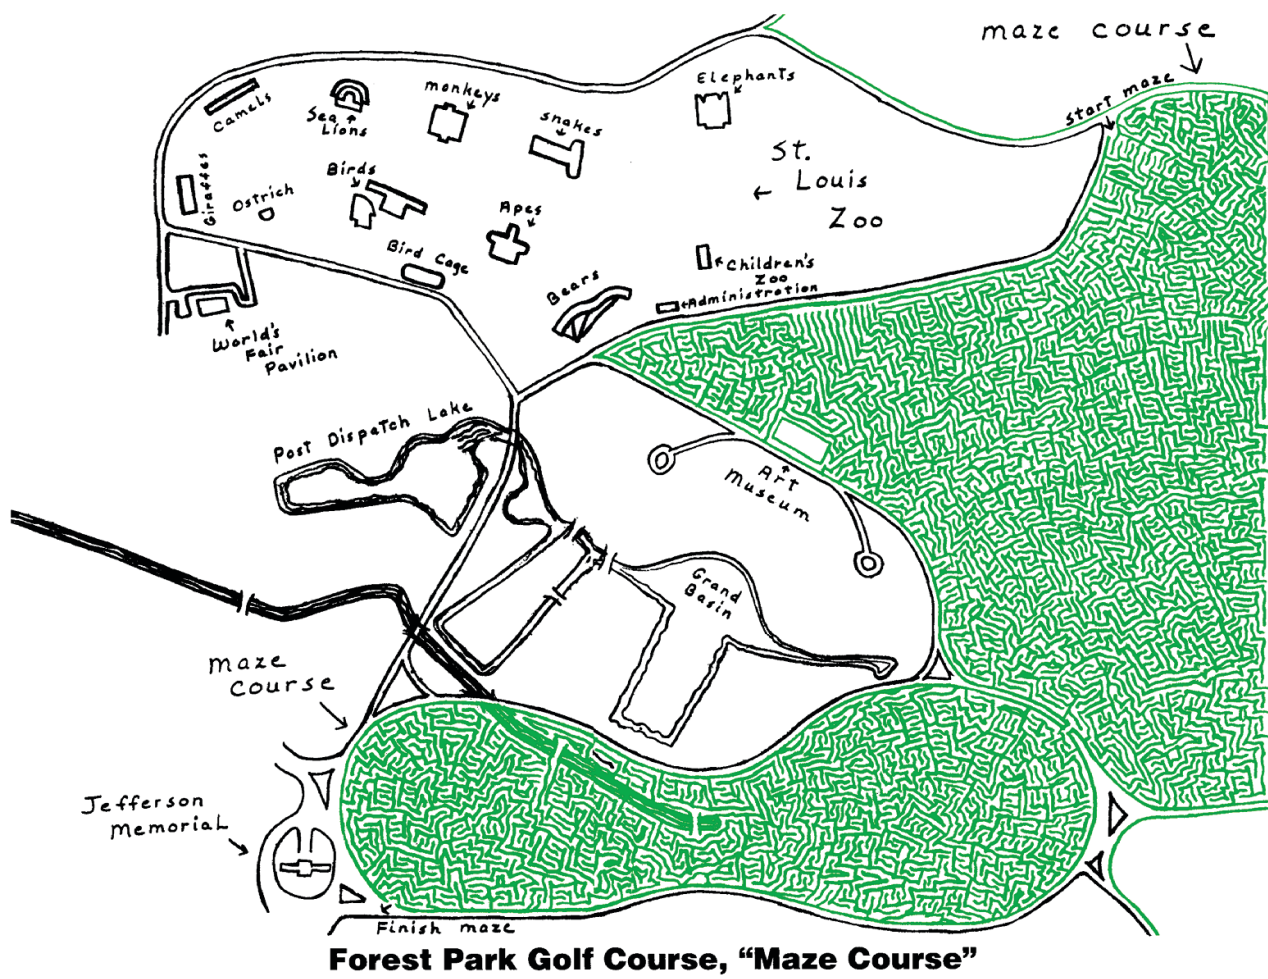 maze course
start maze
Elephants
monkeys
Camels
Sea
Lions
snakes
St.
Louis
Zoo
Birds
Giraffes
Ostrich
Apes
Bird Cage
Children's
Zoo
Administration
Bears
World's
Fair
Pavilion
Post Dispatch Lake
Art
Museum
Grand
Basin
maze
course
Jefferson
memorial
Finish maze
Forest Park Golf Course, “Maze Course”